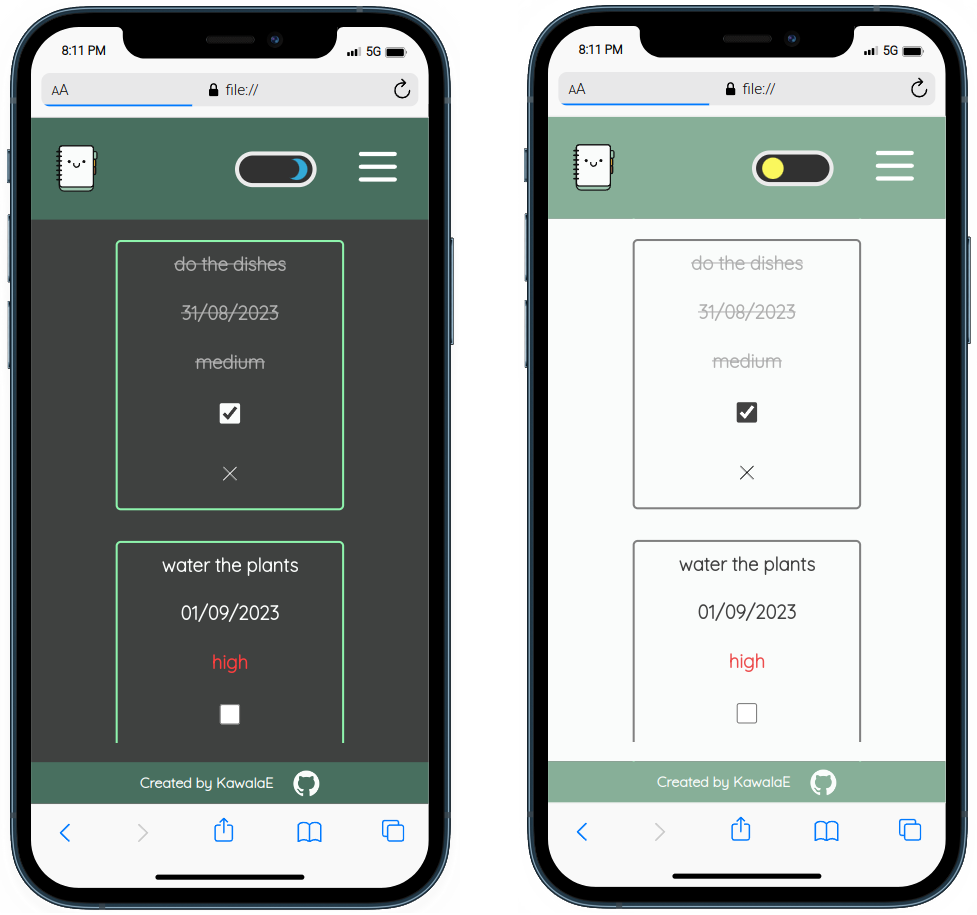 8:11 PM
5G
AA
file://
do the dishes
31/08/2023
medium
water the plants
01/09/2023
high
Created by KawalaE
8:11 PM
5G
AA
file://
do the dishes
31/08/2023
medium
water the plants
01/09/2023
high
Created by KawalaE